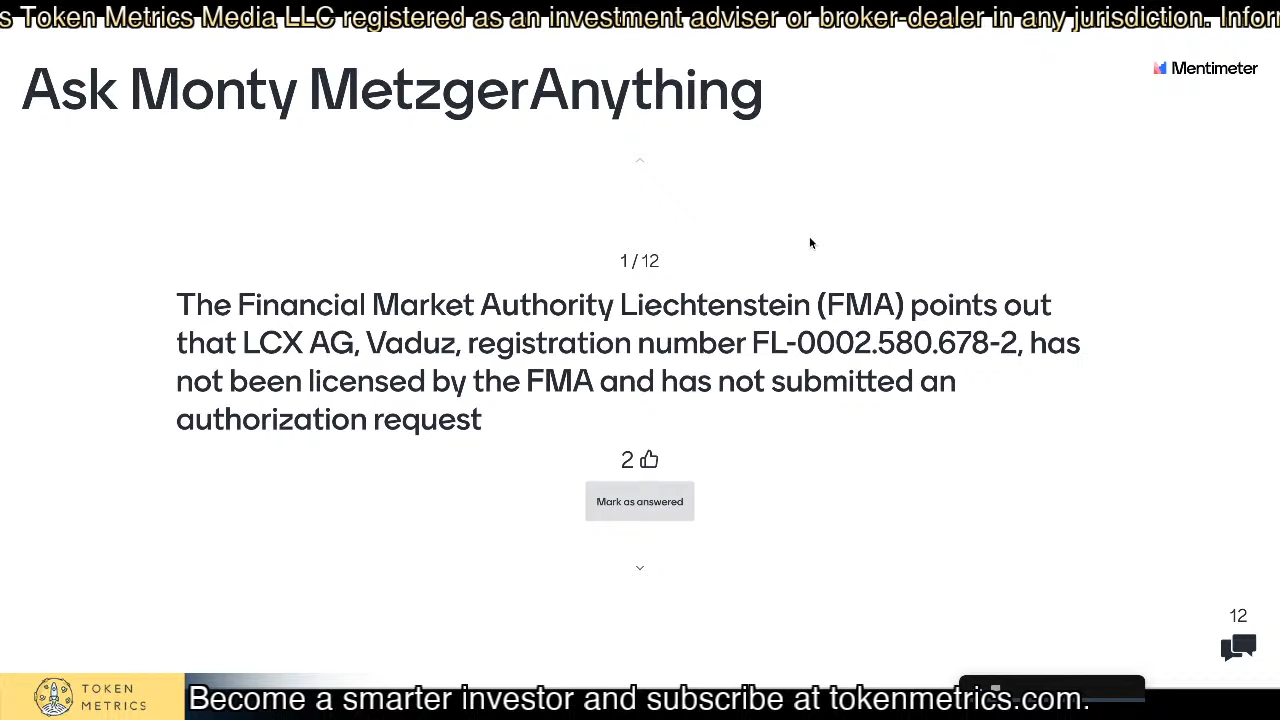 s Token Metrics Media LLC registered as an investment adviser or broker-dealer in any jurisdiction. Infor
Ask Monty MetzgerAnything
Mentimeter
1 / 12
The Financial Market Authority Liechtenstein (FMA) points out
that LCX AG, Vaduz, registration number FL-0002.580.678-2, has
not been licensed by the FMA and has not submitted an
authorization request
2
Mark as answered
12
TOKEN
METRICS
Become a smarter investor and subscribe at tokenmetrics.com.